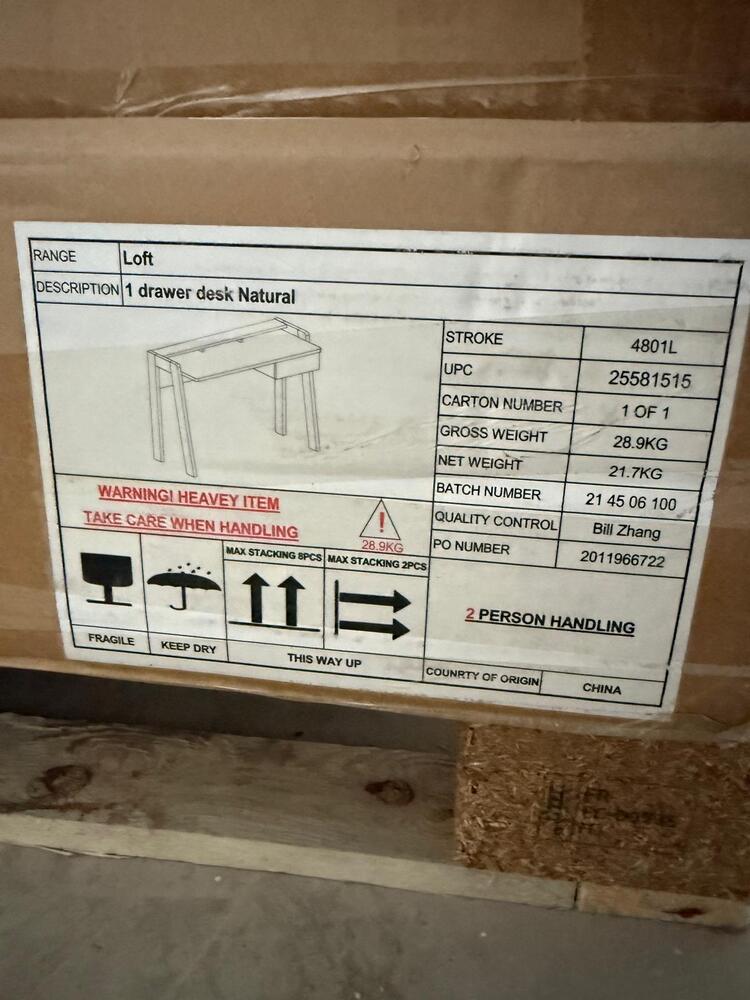 RANGE Loft
DESCRIPTION 1 drawer desk Natural
STROKE 4801L
UPC 25581515
CARTON NUMBER 1 OF 1
GROSS WEIGHT 28.9KG
NET WEIGHT 21.7KG
BATCH NUMBER 21 45 06 100
QUALITY CONTROL Bill Zhang
PO NUMBER 2011966722
WARNING! HEAVEY ITEM
TAKE CARE WHEN HANDLING
28.9KG
MAX STACKING 8PCS MAX STACKING 2PCS
FRAGILE KEEP DRY THIS WAY UP
2 PERSON HANDLING
COUNRTY OF ORIGIN CHINA
FR